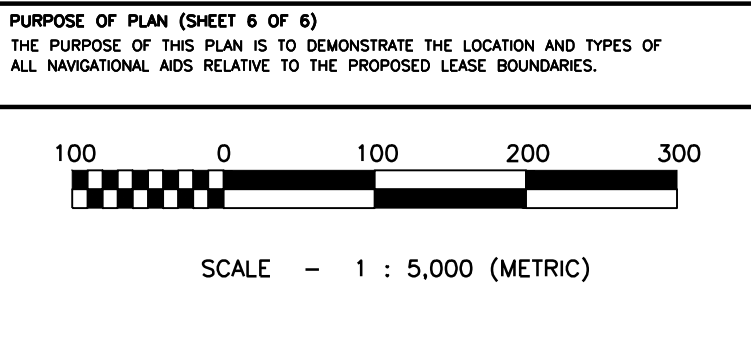 PURPOSE OF PLAN (SHEET 6 OF 6)
THE PURPOSE OF THIS PLAN IS TO DEMONSTRATE THE LOCATION AND TYPES OF
ALL NAVIGATIONAL AIDS RELATIVE TO THE PROPOSED LEASE BOUNDARIES.
100 0 100 200 300
SCALE - 1 : 5,000 (METRIC)